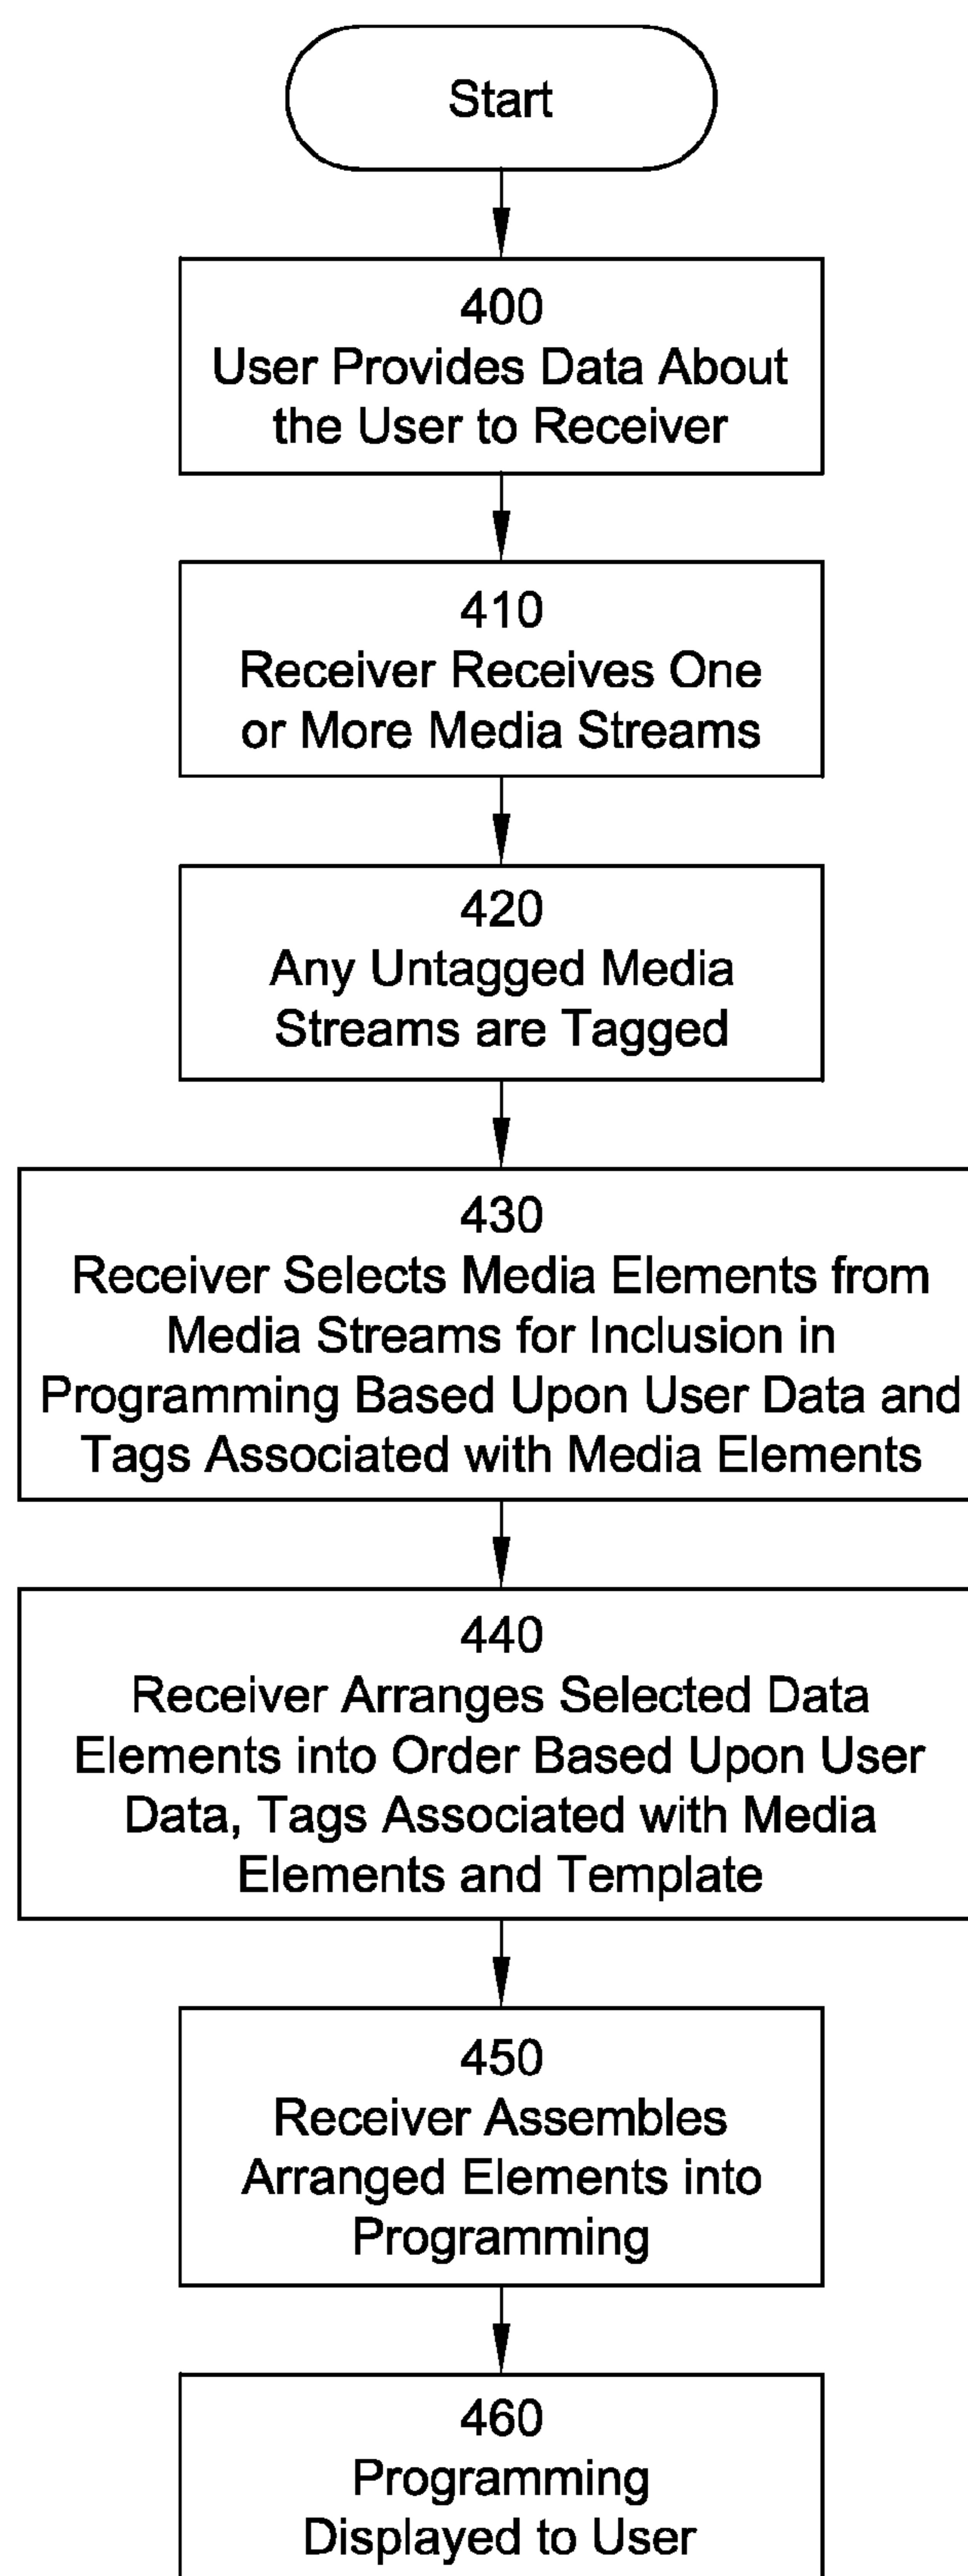 Start
400
User Provides Data About
the User to Receiver
410
Receiver Receives One
or More Media Streams
420
Any Untagged Media
Streams are Tagged
430
Receiver Selects Media Elements from
Media Streams for Inclusion in
Programming Based Upon User Data and
Tags Associated with Media Elements
440
Receiver Arranges Selected Data
Elements into Order Based Upon User
Data, Tags Associated with Media
Elements and Template
450
Receiver Assembles
Arranged Elements into
Programming
460
Programming
Displayed to User